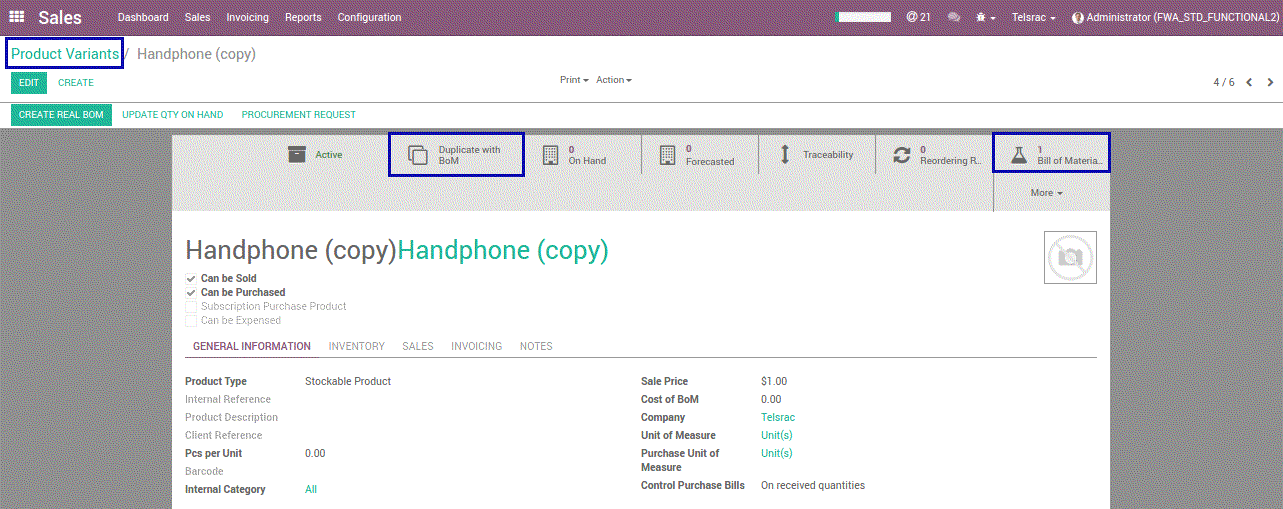 Sales Dashboard Sales Invoicing Reports Configuration 21 Telsrac Administrator (FWA_STD_FUNCTIONAL2)
Product Variants / Handphone (copy)
EDIT CREATE Print Action 4 / 6
CREATE REAL BOM UPDATE QTY ON HAND PROCUREMENT REQUEST
Active
Duplicate with
BoM
0
On Hand
0
Forecasted
Traceability
0
Reordering R...
1
Bill of Materia...
More
Handphone (copy)Handphone (copy)
Can be Sold
Can be Purchased
Subscription Purchase Product
Can be Expensed
GENERAL INFORMATION INVENTORY SALES INVOICING NOTES
Product Type Stockable Product
Internal Reference
Product Description
Client Reference
Pcs per Unit 0.00
Barcode
Internal Category All
Sale Price $1.00
Cost of BoM 0.00
Company Telsrac
Unit of Measure Unit(s)
Purchase Unit of Unit(s)
Measure
Control Purchase Bills On received quantities